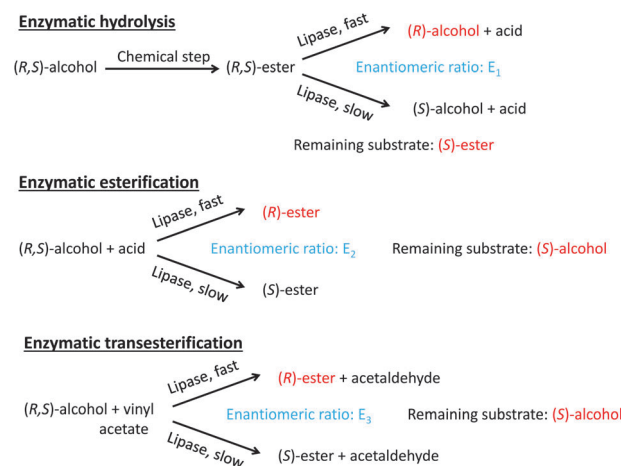 Enzymatic hydrolysis
Lipase, fast
(R)-alcohol + acid
(R,S)-alcohol
Chemical step
(R,S)-ester
Enantiomeric ratio: E₁
Lipase, slow
(S)-alcohol + acid
Remaining substrate: (S)-ester
Enzymatic esterification
Lipase, fast
(R)-ester
(R,S)-alcohol + acid
Enantiomeric ratio: E₂
Remaining substrate: (S)-alcohol
Lipase, slow
(S)-ester
Enzymatic transesterification
Lipase, fast
(R)-ester + acetaldehyde
(R,S)-alcohol + vinyl
acetate
Enantiomeric ratio: E₃
Remaining substrate: (S)-alcohol
Lipase, slow
(S)-ester + acetaldehyde